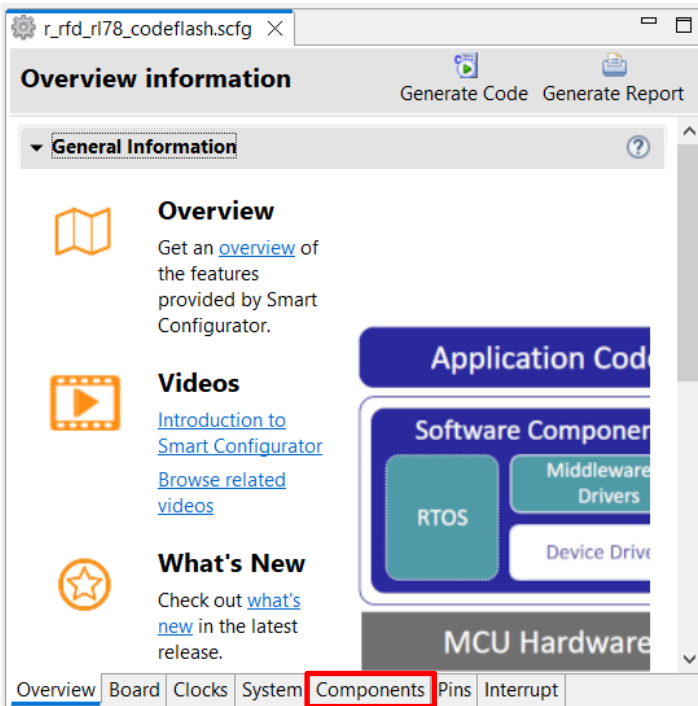 r_rfd_rl78_codeflash.scfg
Overview information
Generate Code Generate Report
General Information
Overview
Get an overview of
the features
provided by Smart
Configurator.
Videos
Introduction to
Smart Configurator
Browse related
videos
What's New
Check out what's
new in the latest
release.
Application Cod
Software Componen
RTOS
Middleware
Drivers
Device Drive
MCU Hardware
Overview Board Clocks System Components Pins Interrupt